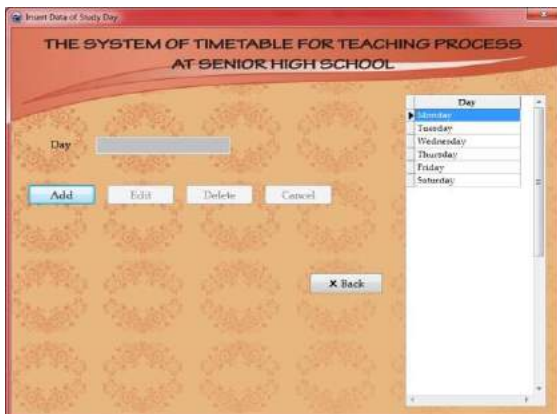 Insert Data of Study Day
THE SYSTEM OF TIMETABLE FOR TEACHING PROCESS
AT SENIOR HIGH SCHOOL
Day
Day
Monday
Tuesday
Wednesday
Thursday
Friday
Saturday
Add Edit Delete Cancel
X Back